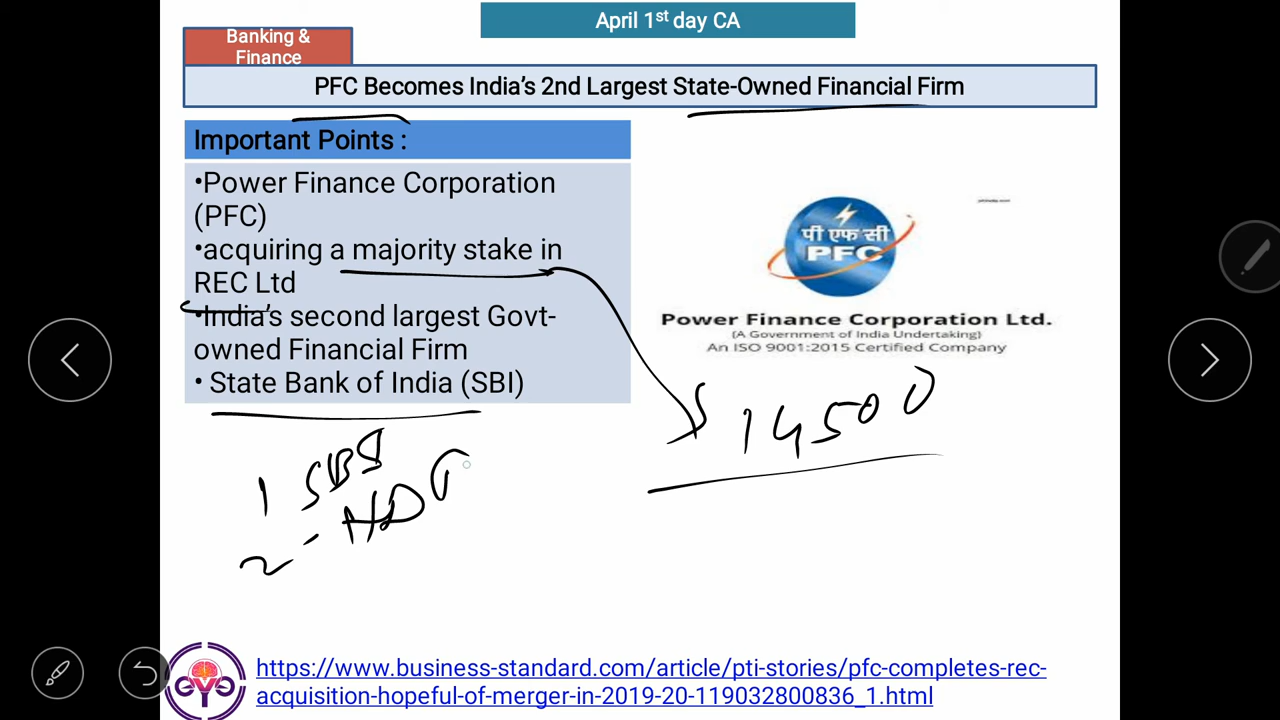 April 1st day CA
Banking &
Finance
PFC Becomes India's 2nd Largest State-Owned Financial Firm
Important Points :
•Power Finance Corporation
(PFC)
•acquiring a majority stake in
REC Ltd
•India's second largest Govt-
owned Financial Firm
• State Bank of India (SBI)
पी एफ सी
PFC
Power Finance Corporation Ltd.
(A Government of India Undertaking)
An ISO 9001:2015 Certified Company
14500
1 SBI
2 - HDF
https://www.business-standard.com/article/pti-stories/pfc-completes-rec-
acquisition-hopeful-of-merger-in-2019-20-119032800836_1.html